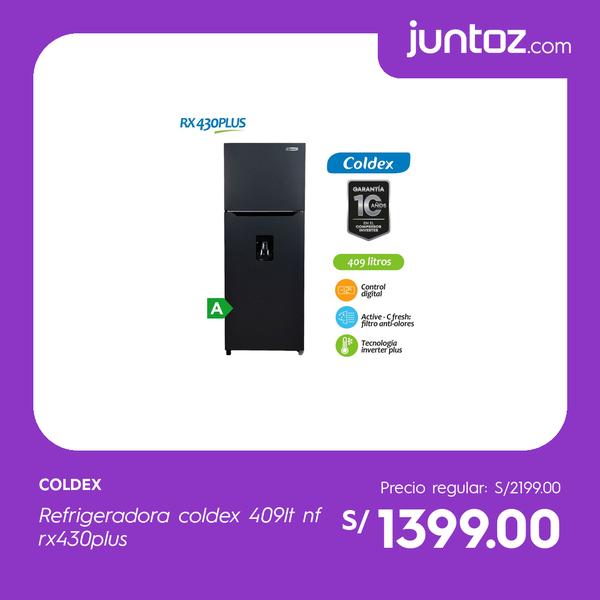 juntoz.com
RX430PLUS
Coldex
GARANTÍA
10 AÑOS
EN EL
COMPRESOR
INVERTER
409 litros
Control
digital
Active - C fresh:
filtro anti-olores
Tecnología
inverter plus
A
COLDEX
Refrigeradora coldex 409lt nf
rx430plus
Precio regular: S/2199.00
S/ 1399.00